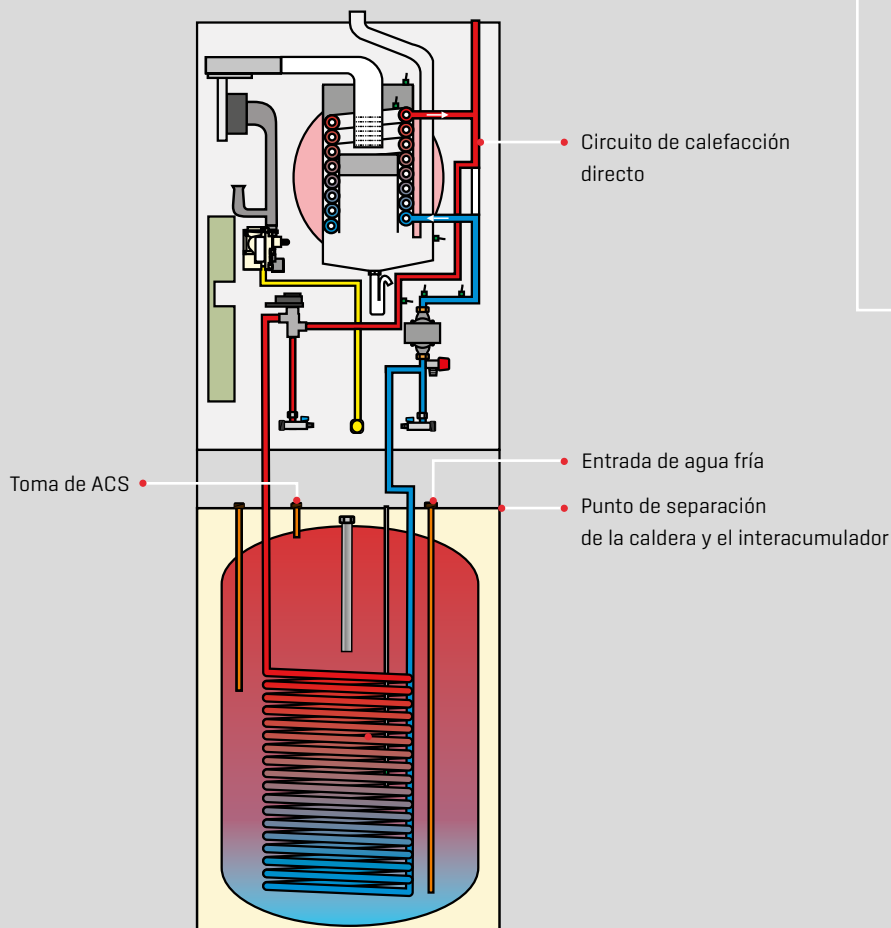 Circuito de calefacción
directo
Toma de ACS
Entrada de agua fría
Punto de separación
de la caldera y el interacumulador